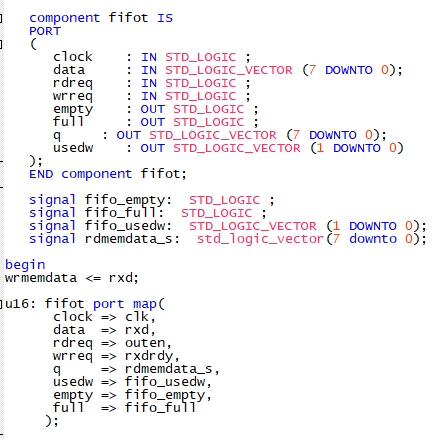 component fifot IS
PORT
(
clock : IN STD_LOGIC ;
data : IN STD_LOGIC_VECTOR (7 DOWNTO 0);
rdreq : IN STD_LOGIC ;
wrreq : IN STD_LOGIC ;
empty : OUT STD_LOGIC ;
full : OUT STD_LOGIC ;
q : OUT STD_LOGIC_VECTOR (7 DOWNTO 0);
usedw : OUT STD_LOGIC_VECTOR (1 DOWNTO 0)
);
END component fifot;
signal fifo_empty: STD_LOGIC ;
signal fifo_full: STD_LOGIC ;
signal fifo_usedw: STD_LOGIC_VECTOR (1 DOWNTO 0);
signal rdmemdata_s: std_logic_vector(7 downto 0);
begin
wrmemdata <= rxd;
u16: fifot port map(
clock => clk,
data => rxd,
rdreq => outen,
wrreq => rxdrdy,
q => rdmemdata_s,
usedw => fifo_usedw,
empty => fifo_empty,
full => fifo_full
);